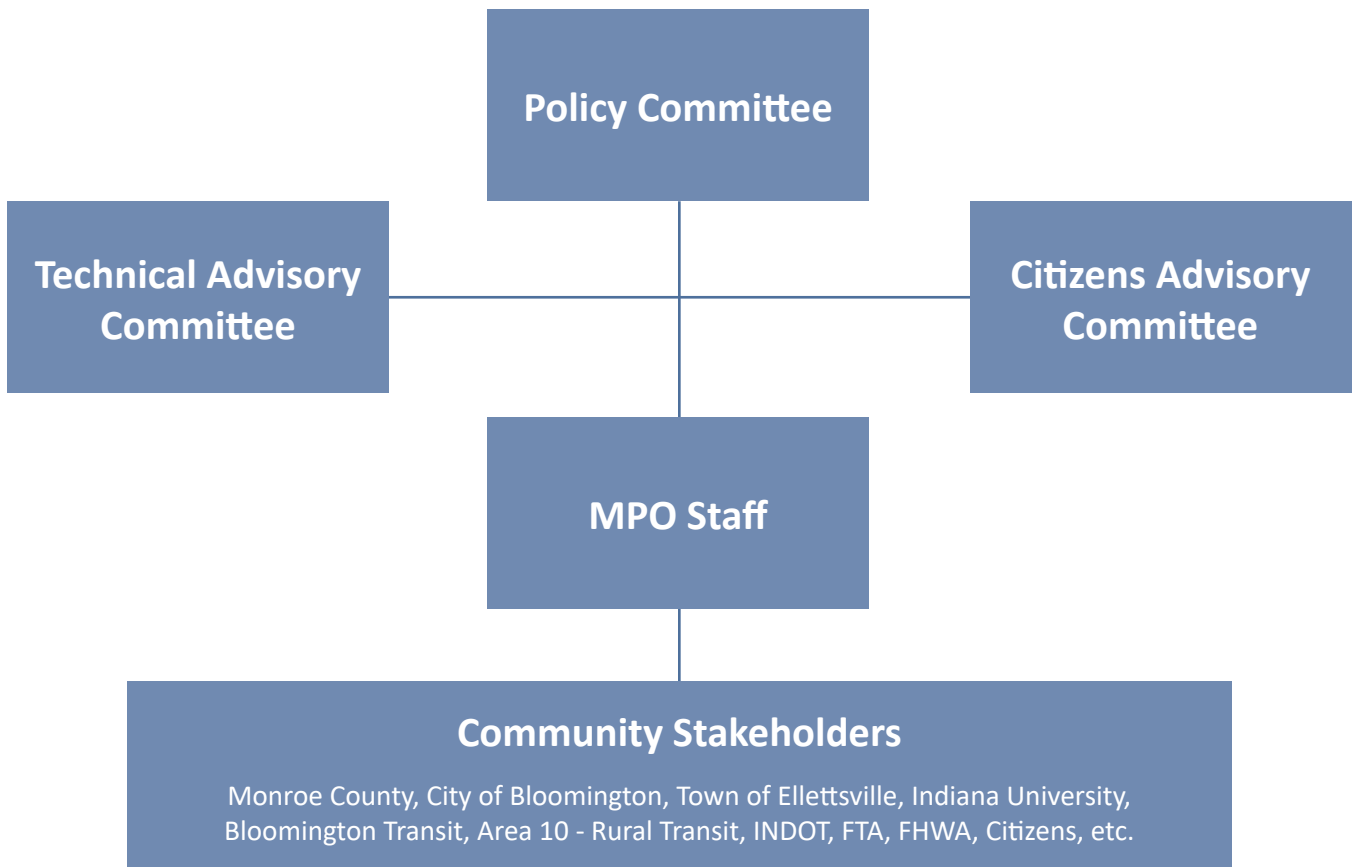 Policy Committee
Technical Advisory
Committee
Citizens Advisory
Committee
MPO Staff
Community Stakeholders
Monroe County, City of Bloomington, Town of Ellettsville, Indiana University,
Bloomington Transit, Area 10 - Rural Transit, INDOT, FTA, FHWA, Citizens, etc.